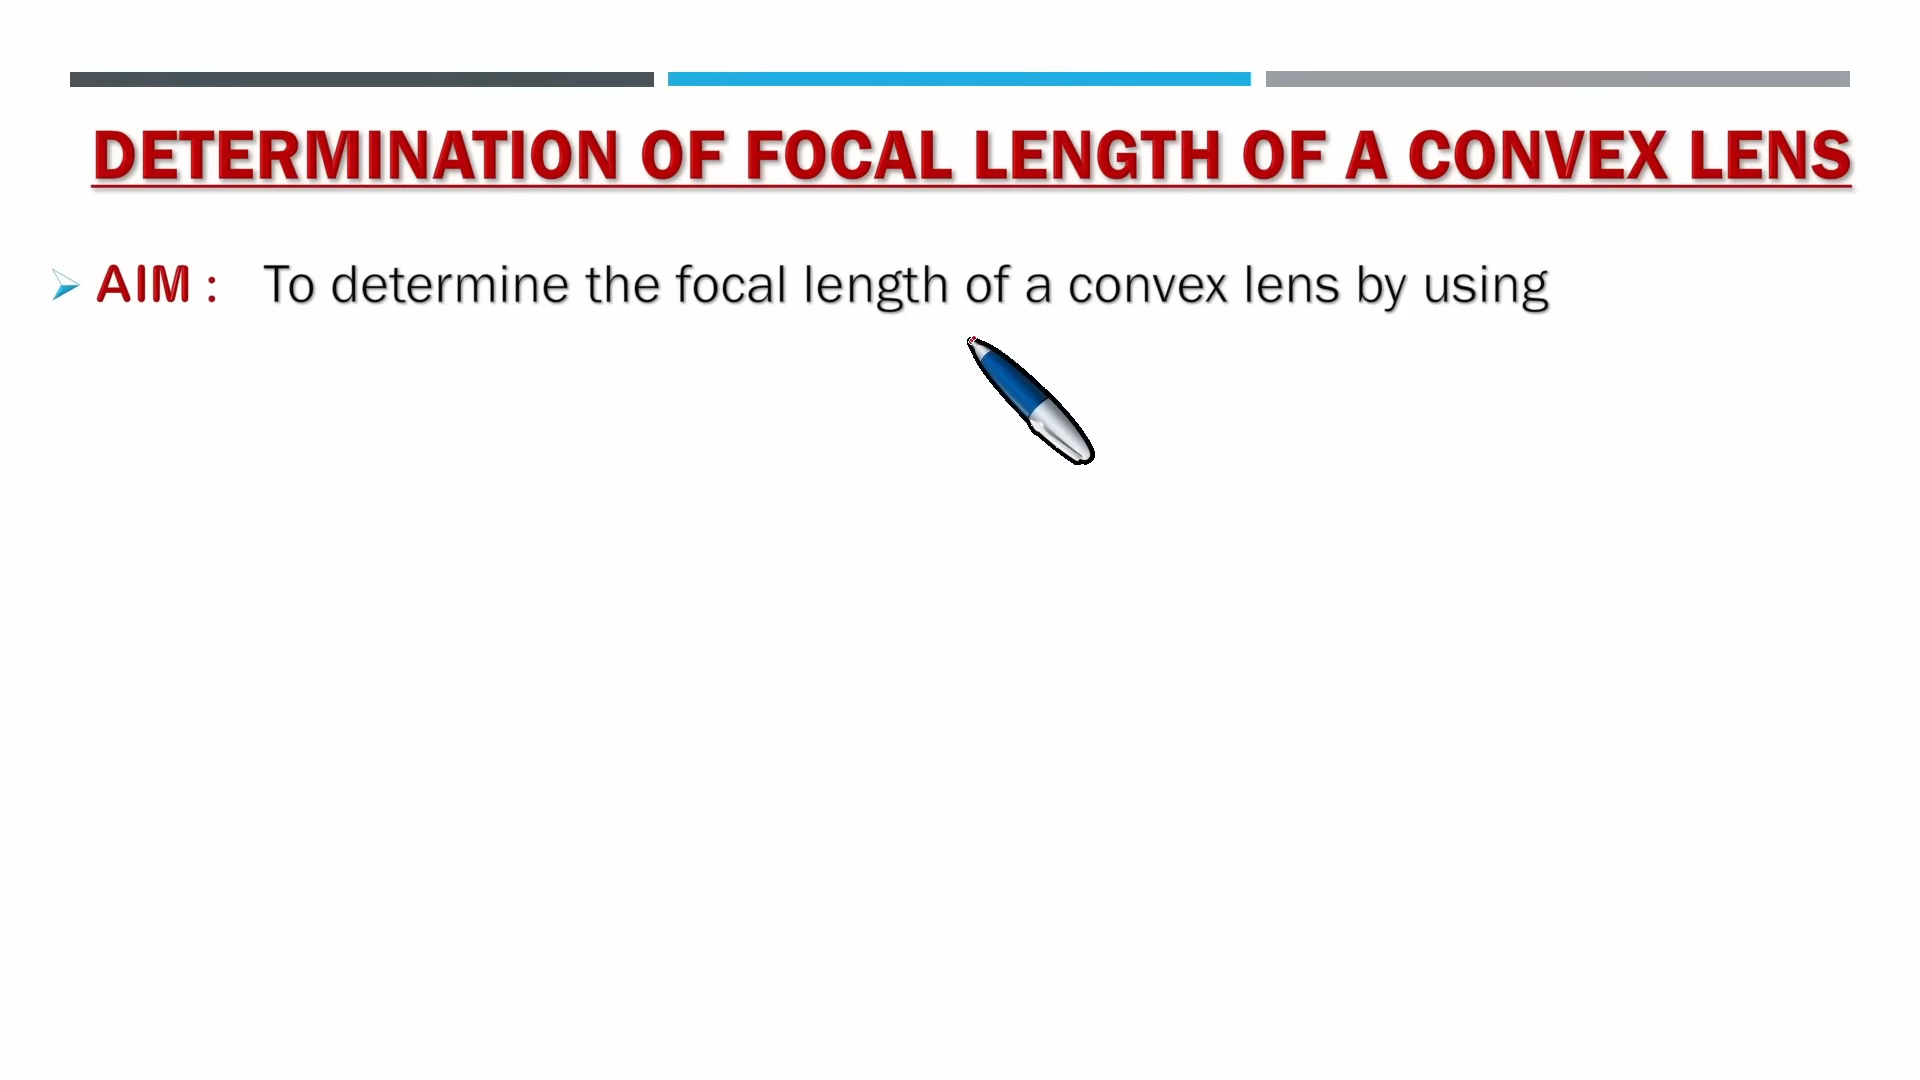 DETERMINATION OF FOCAL LENGTH OF A CONVEX LENS
AIM : To determine the focal length of a convex lens by using